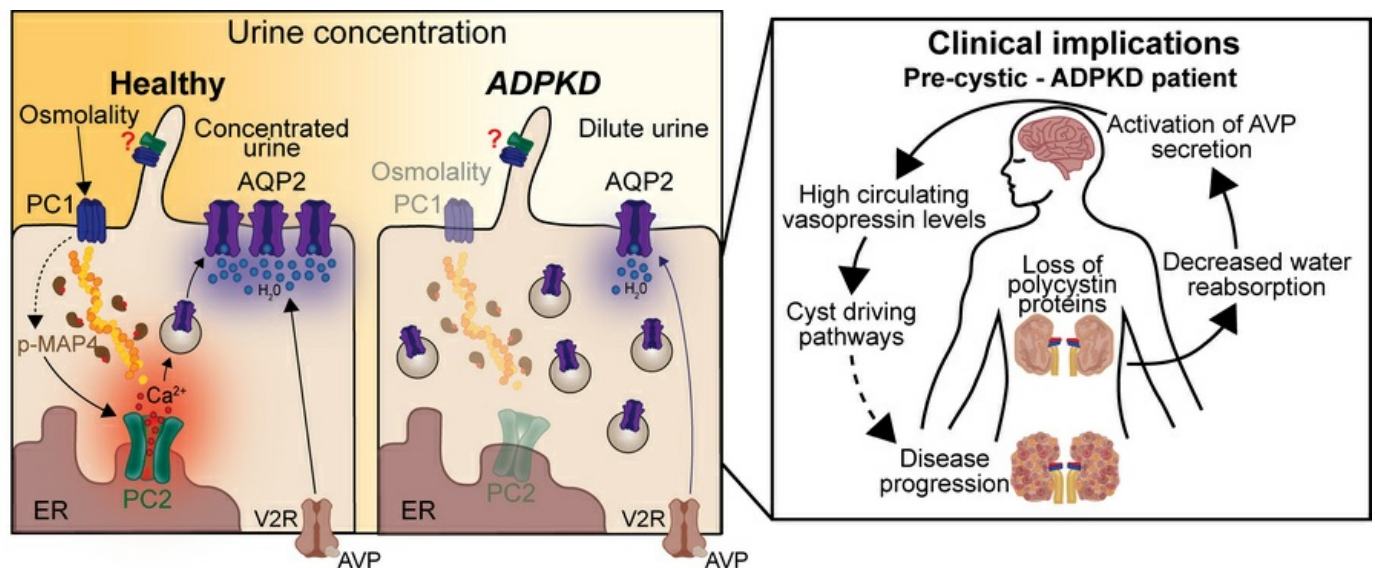 Urine concentration
Healthy
Osmolality
?
Concentrated
urine
AQP2
PC1
H₂0
p-MAP4
Ca²⁺
PC2
ER
V2R
AVP
ADPKD
?
Dilute urine
Osmolality
PC1
AQP2
H₂0
PC2
ER
V2R
AVP
Clinical implications
Pre-cystic - ADPKD patient
Activation of AVP
secretion
High circulating
vasopressin levels
Cyst driving
pathways
Disease
progression
Loss of
polycystin
proteins
Decreased water
reabsorption